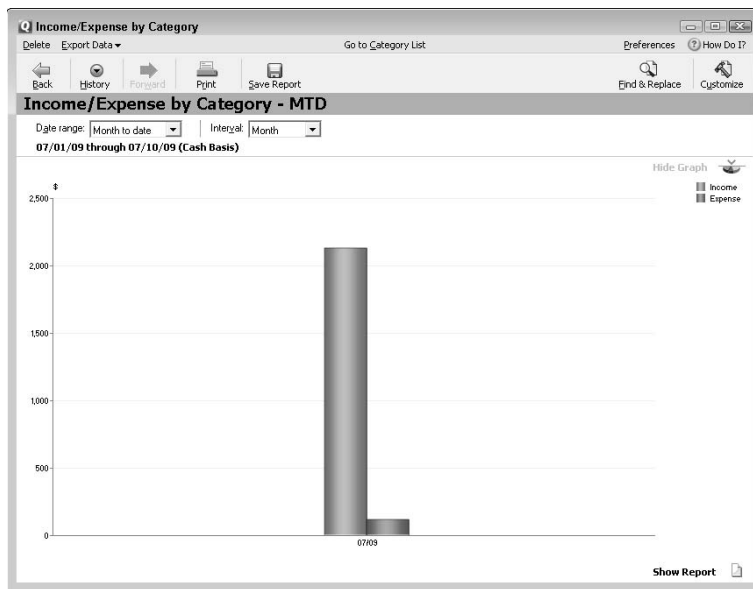 Income/Expense by Category
Delete Export Data Go to Category List Preferences ? How Do I?
Back History Forward Print Save Report Find & Replace Customize
Income/Expense by Category - MTD
Date range: Month to date Interval: Month
07/01/09 through 07/10/09 (Cash Basis)
Hide Graph
$
Income
Expense
2,500
2,000
1,500
1,000
500
0
07/09
Show Report